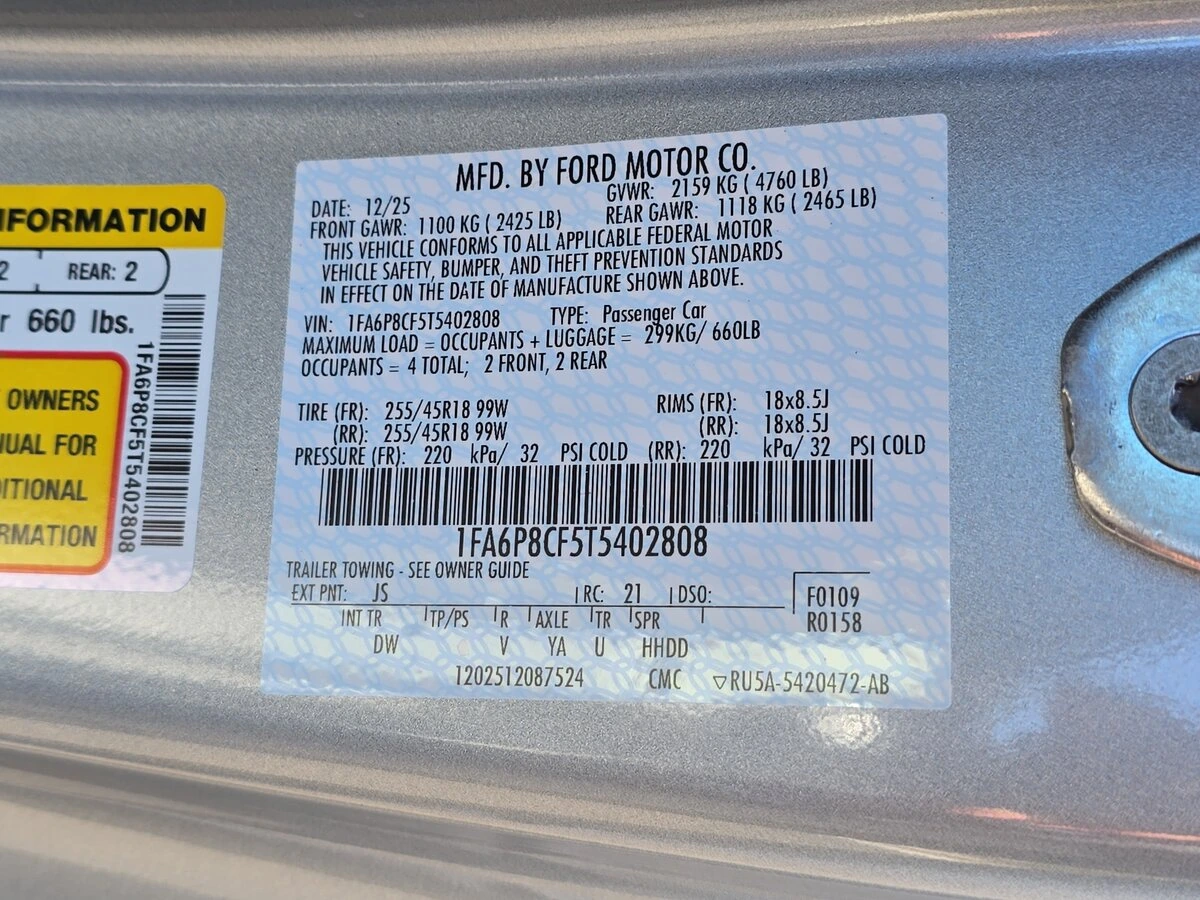 NFORMATION
2 REAR: 2
r 660 lbs.
OWNERS
NUAL FOR
DITIONAL
RMATION
1FA6P8CF5T5402808
MFD. BY FORD MOTOR CO.
DATE: 12/25 GVWR: 2159 KG ( 4760 LB)
FRONT GAWR: 1100 KG ( 2425 LB) REAR GAWR: 1118 KG ( 2465 LB)
THIS VEHICLE CONFORMS TO ALL APPLICABLE FEDERAL MOTOR
VEHICLE SAFETY, BUMPER, AND THEFT PREVENTION STANDARDS
IN EFFECT ON THE DATE OF MANUFACTURE SHOWN ABOVE.
VIN: 1FA6P8CF5T5402808 TYPE: Passenger Car
MAXIMUM LOAD = OCCUPANTS + LUGGAGE = 299KG/ 660LB
OCCUPANTS = 4 TOTAL; 2 FRONT, 2 REAR
TIRE (FR): 255/45R18 99W RIMS (FR): 18x8.5J
(RR): 255/45R18 99W (RR): 18x8.5J
PRESSURE (FR): 220 kPa/ 32 PSI COLD (RR): 220 kPa/ 32 PSI COLD
1FA6P8CF5T5402808
TRAILER TOWING - SEE OWNER GUIDE
EXT PNT: JS RC: 21 DSO: F0109
INT TR TP/PS R AXLE TR SPR R0158
DW V YA U HHDD
1202512087524 CMC ▽RU5A-5420472-AB